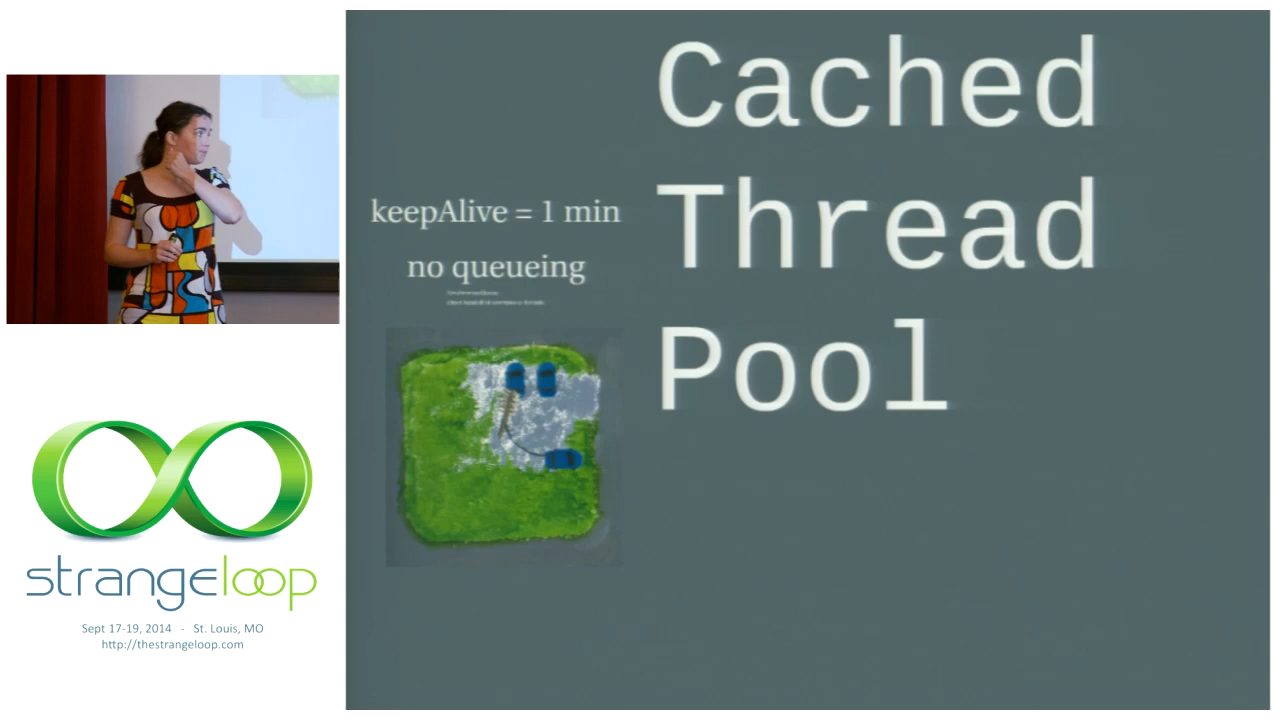 Cached
Thread
Pool
keepAlive = 1 min
no queueing
strangeloop
Sept 17-19, 2014 - St. Louis, MO
http://thestrangeloop.com